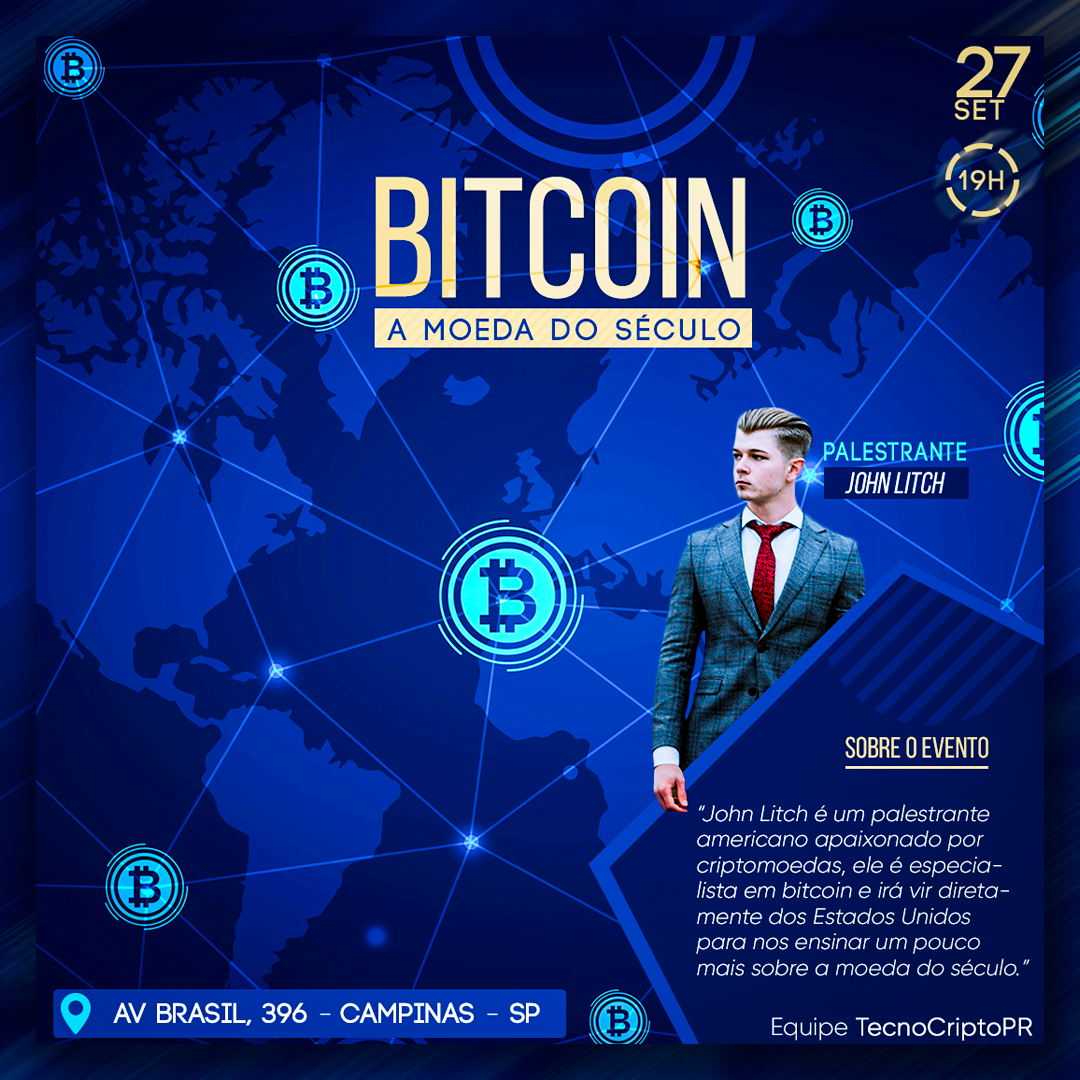 27
SET
19H
BITCOIN
A MOEDA DO SÉCULO
PALESTRANTE
JOHN LITCH
SOBRE O EVENTO
“John Litch é um palestrante
americano apaixonado por
criptomoedas, ele é especia-
lista em bitcoin e irá vir direta-
mente dos Estados Unidos
para nos ensinar um pouco
mais sobre a moeda do século.”
AV BRASIL, 396 - CAMPINAS - SP
Equipe TecnoCriptoPR